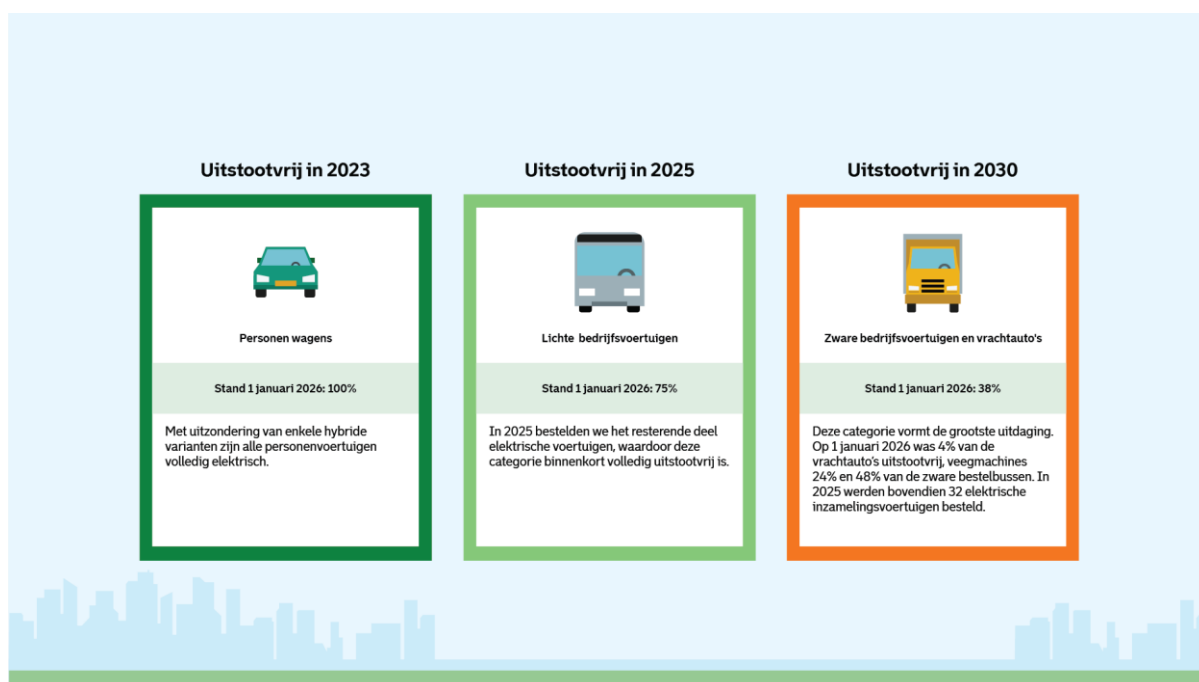 Uitstootvrij in 2023
Personen wagens
Stand 1 januari 2026: 100%
Met uitzondering van enkele hybride
varianten zijn alle personenvoertuigen
volledig elektrisch.
Uitstootvrij in 2025
Lichte bedrijfsvoertuigen
Stand 1 januari 2026: 75%
In 2025 bestelden we het resterende deel
elektrische voertuigen, waardoor deze
categorie binnenkort volledig uitstootvrij is.
Uitstootvrij in 2030
Zware bedrijfsvoertuigen en vrachtauto's
Stand 1 januari 2026: 38%
Deze categorie vormt de grootste uitdaging.
Op 1 januari 2026 was 4% van de
vrachtauto's uitstootvrij, veegmachines
24% en 48% van de zware bestelbussen. In
2025 werden bovendien 32 elektrische
inzamelingsvoertuigen besteld.